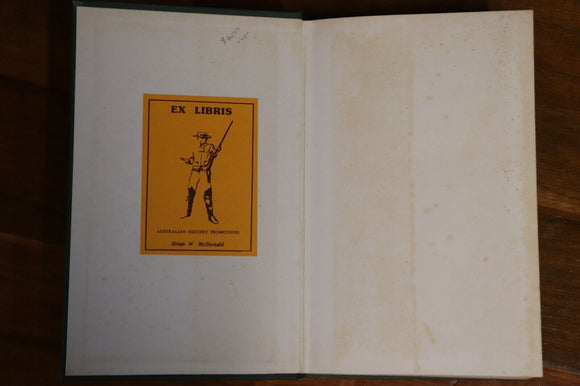 EX LIBRIS
AUSTRALIAN HISTORY PROMOTIONS
Brian W. McDonald